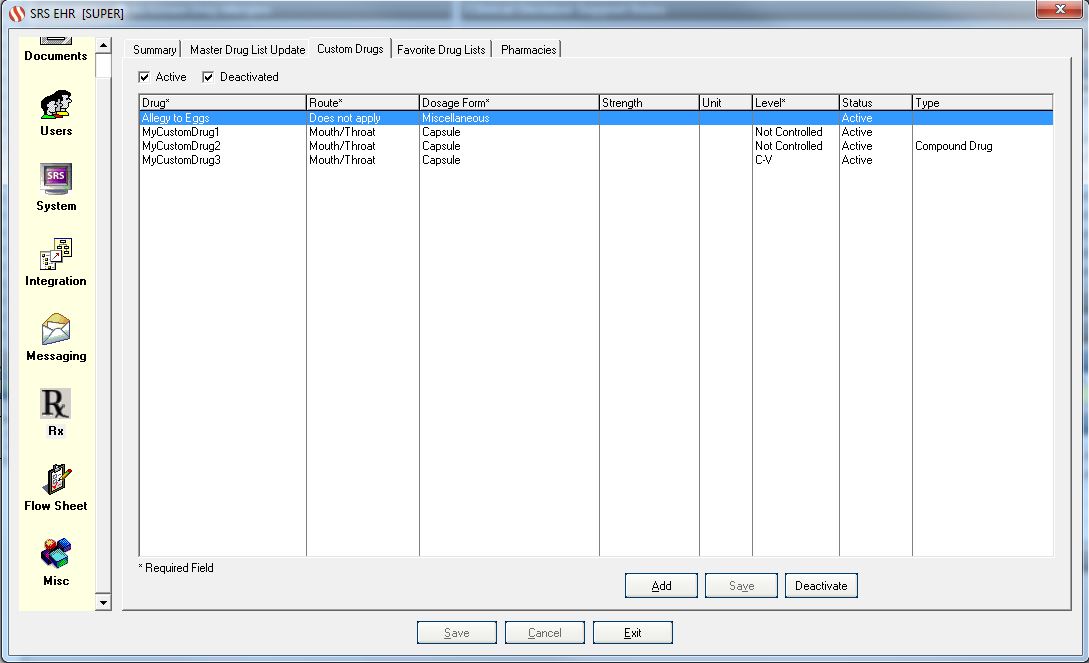 SRS EHR [SUPER]
Documents
Users
SRS
System
Integration
Messaging
Rx
Rx
Flow Sheet
Misc
Summary Master Drug List Update Custom Drugs Favorite Drug Lists Pharmacies
Active Deactivated
Drug* Route* Dosage Form* Strength Unit Level* Status Type
Allegy to Eggs Does not apply Miscellaneous Active
MyCustomDrug1 Mouth/Throat Capsule Not Controlled Active
MyCustomDrug2 Mouth/Throat Capsule Not Controlled Active Compound Drug
MyCustomDrug3 Mouth/Throat Capsule C-V Active
* Required Field
Add Save Deactivate
Save Cancel Exit